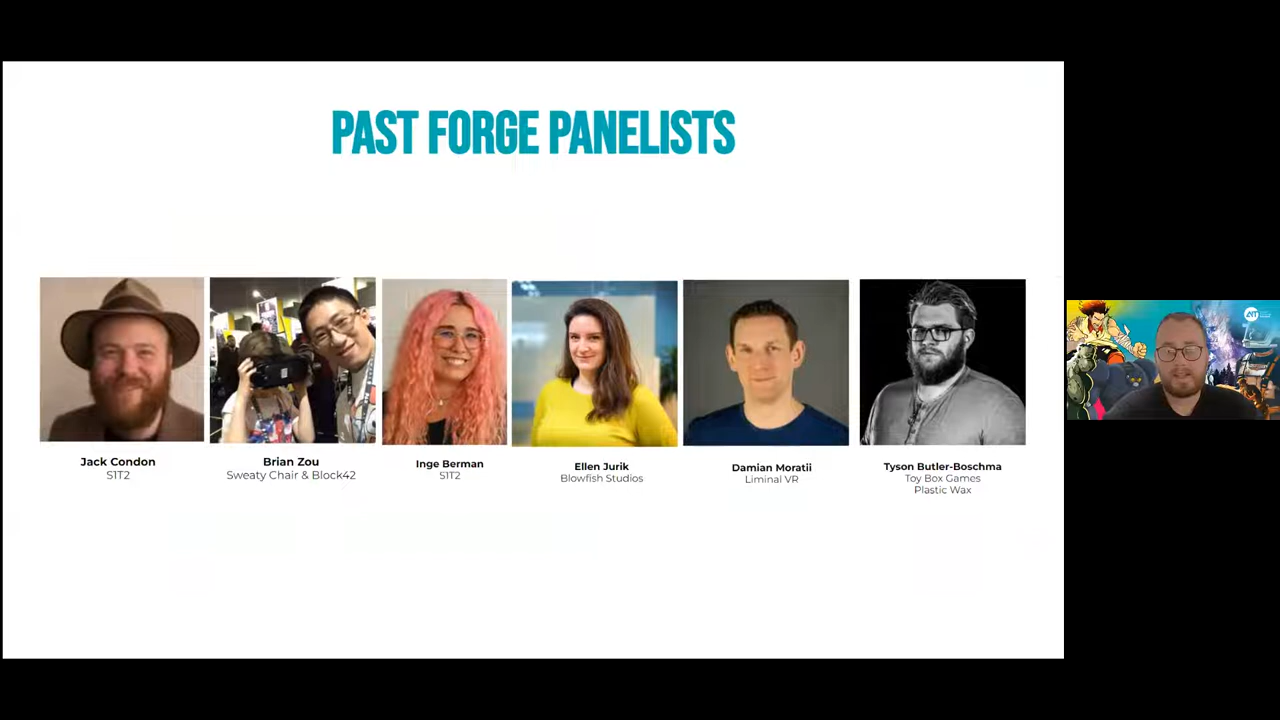 PAST FORGE PANELISTS
Jack Condon
S1T2
Brian Zou
Sweaty Chair & Block42
Inge Berman
S1T2
Ellen Jurik
Blowfish Studios
Damian Moratii
Liminal VR
Tyson Butler-Boschma
Toy Box Games
Plastic Wax
AIT